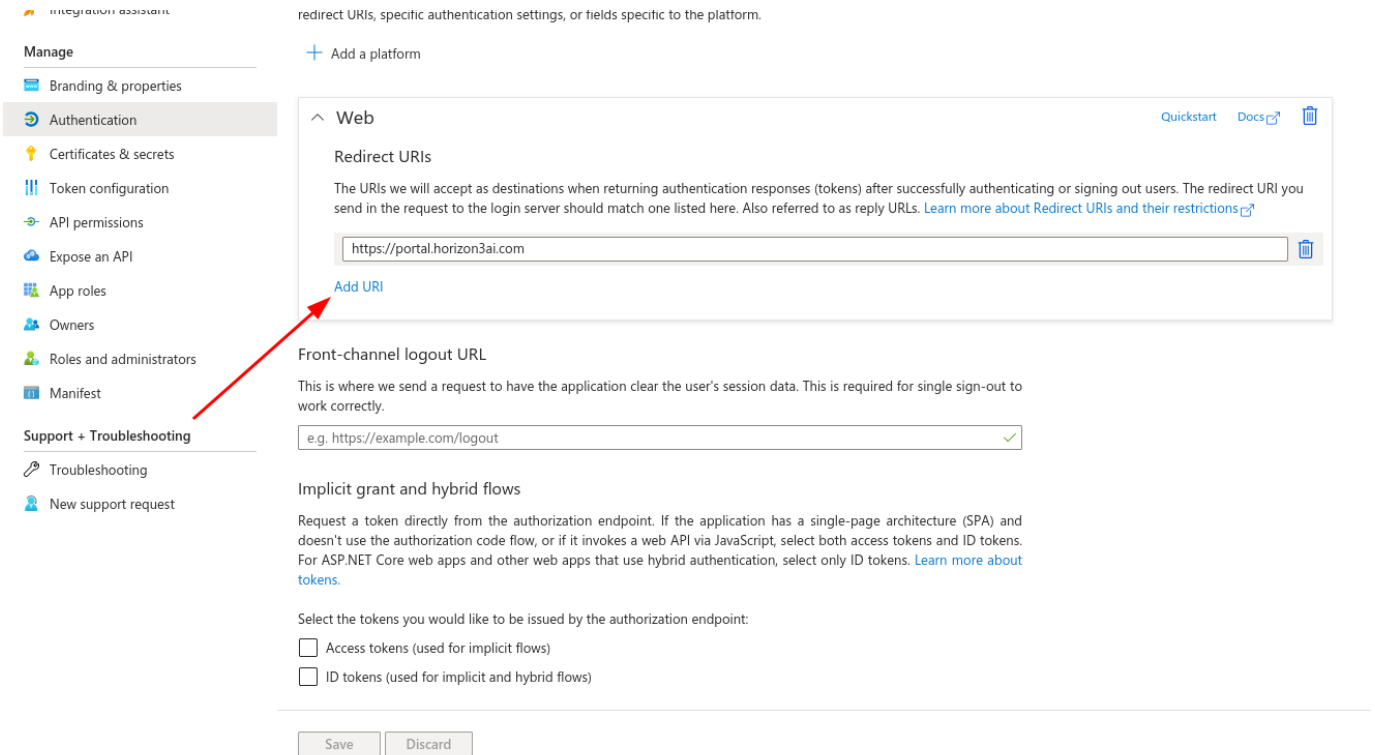 Integration assistant
redirect URIs, specific authentication settings, or fields specific to the platform.
Manage
Add a platform
Branding & properties
Authentication
Web
Quickstart
Docs
Certificates & secrets
Redirect URIs
Token configuration
The URIs we will accept as destinations when returning authentication responses (tokens) after successfully authenticating or signing out users. The redirect URI you
send in the request to the login server should match one listed here. Also referred to as reply URLs. Learn more about Redirect URIs and their restrictions
API permissions
Expose an API
https://portal.horizon3ai.com
App roles
Add URI
Owners
Roles and administrators
Front-channel logout URL
Manifest
This is where we send a request to have the application clear the user's session data. This is required for single sign-out to
work correctly.
Support + Troubleshooting
e.g. https://example.com/logout
Troubleshooting
New support request
Implicit grant and hybrid flows
Request a token directly from the authorization endpoint. If the application has a single-page architecture (SPA) and
doesn't use the authorization code flow, or if it invokes a web API via JavaScript, select both access tokens and ID tokens.
For ASP.NET Core web apps and other web apps that use hybrid authentication, select only ID tokens. Learn more about
tokens.
Select the tokens you would like to be issued by the authorization endpoint:
Access tokens (used for implicit flows)
ID tokens (used for implicit and hybrid flows)
Save
Discard